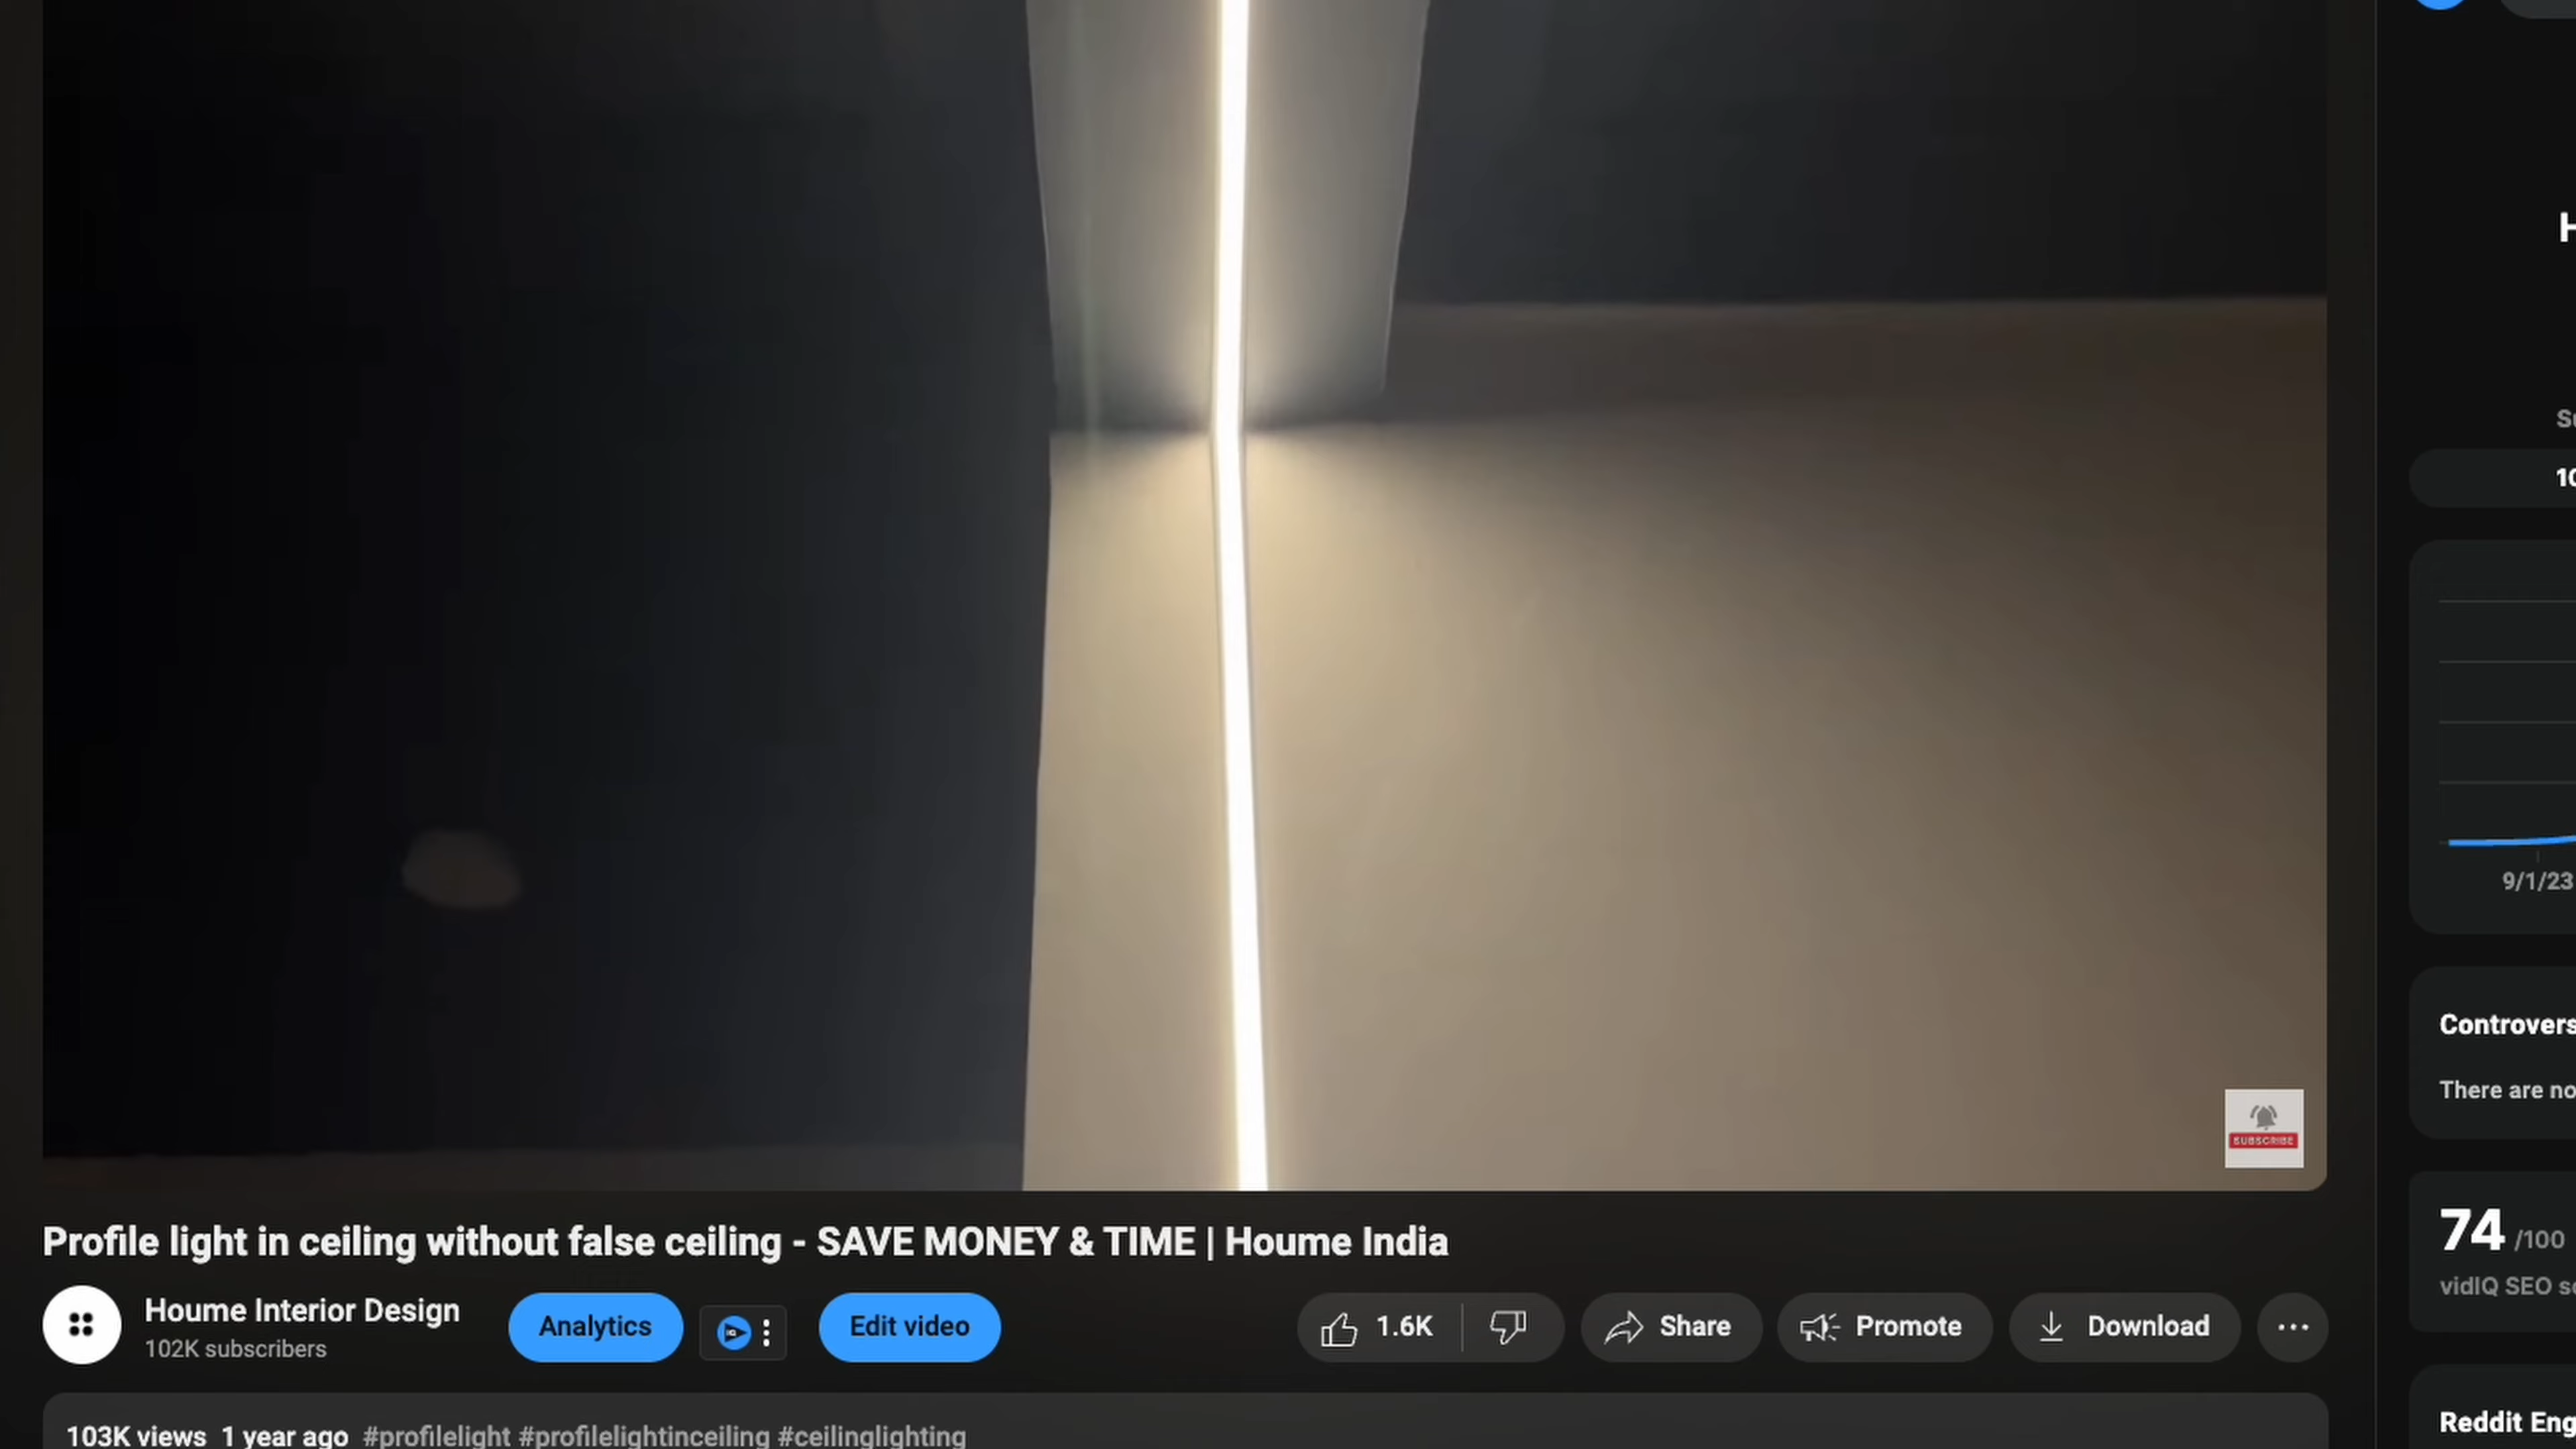 SUBSCRIBE
Profile light in ceiling without false ceiling - SAVE MONEY & TIME | Houme India
Houme Interior Design
102K subscribers
Analytics
Edit video
1.6K
Share
Promote
Download
103K views 1 year ago #profilelight #profilelightinceiling #ceilinglighting
H
Su
10
9/1/23
Controvers
There are no
74 /100
vidIQ SEO s
Reddit Eng